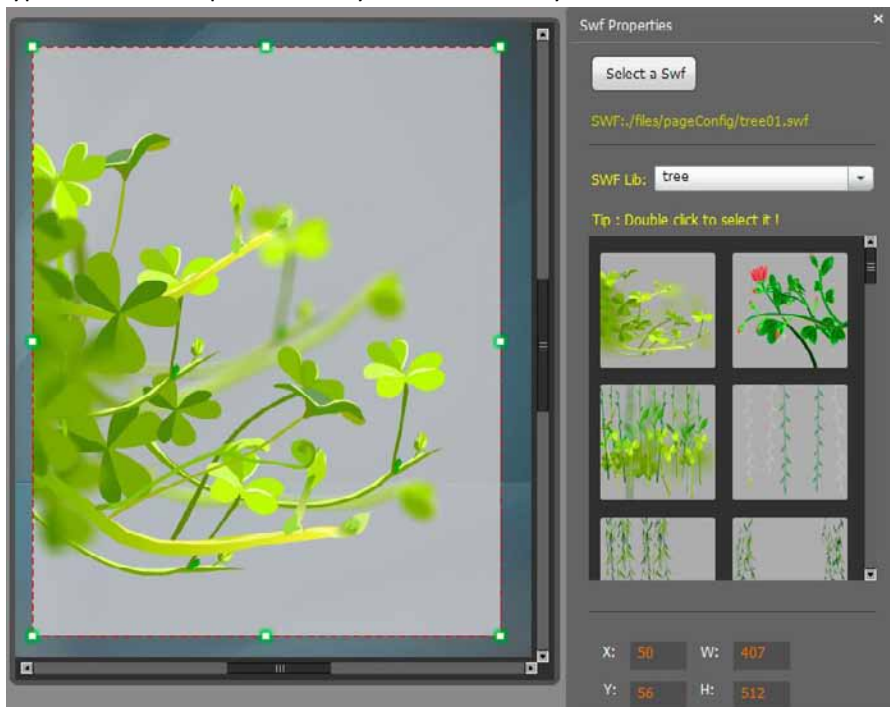 Swf Properties
Select a Swf
SWF:./files/pageConfig/tree01.swf
SWF Lib: tree
Tip : Double click to select it !
X: 50 W: 407
Y: 56 H: 512